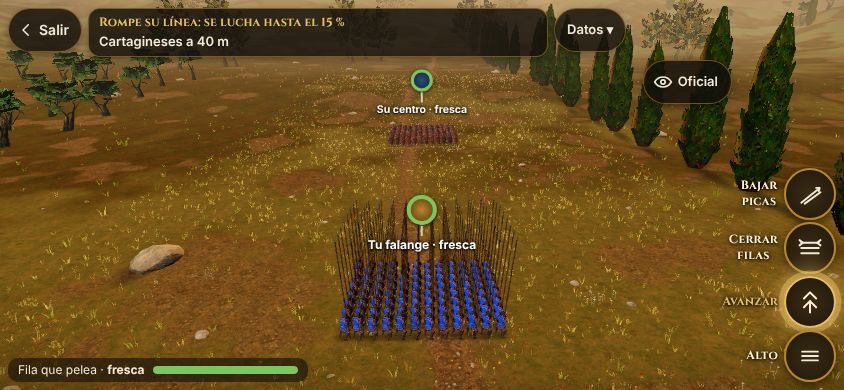 Salir
Rompe su línea: se lucha hasta el 15 %
Cartagineses a 40 m
Datos ▾
Oficial
Su centro · fresca
Tu falange · fresca
Bajar
picas
Cerrar
filas
Avanzar
Alto
Fila que pelea · fresca